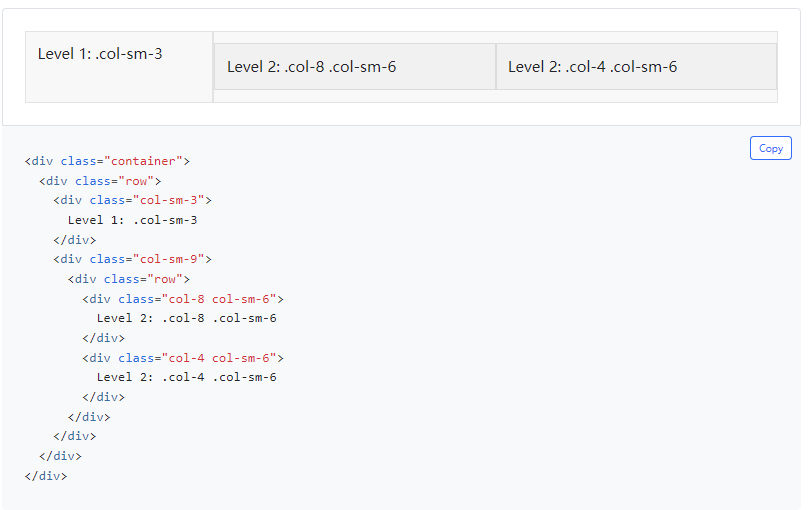 Level 1: .col-sm-3
Level 2: .col-8 .col-sm-6
Level 2: .col-4 .col-sm-6
Copy
<div class="container">
  <div class="row">
    <div class="col-sm-3">
      Level 1: .col-sm-3
    </div>
    <div class="col-sm-9">
      <div class="row">
        <div class="col-8 col-sm-6">
          Level 2: .col-8 .col-sm-6
        </div>
        <div class="col-4 col-sm-6">
          Level 2: .col-4 .col-sm-6
        </div>
      </div>
    </div>
  </div>
</div>